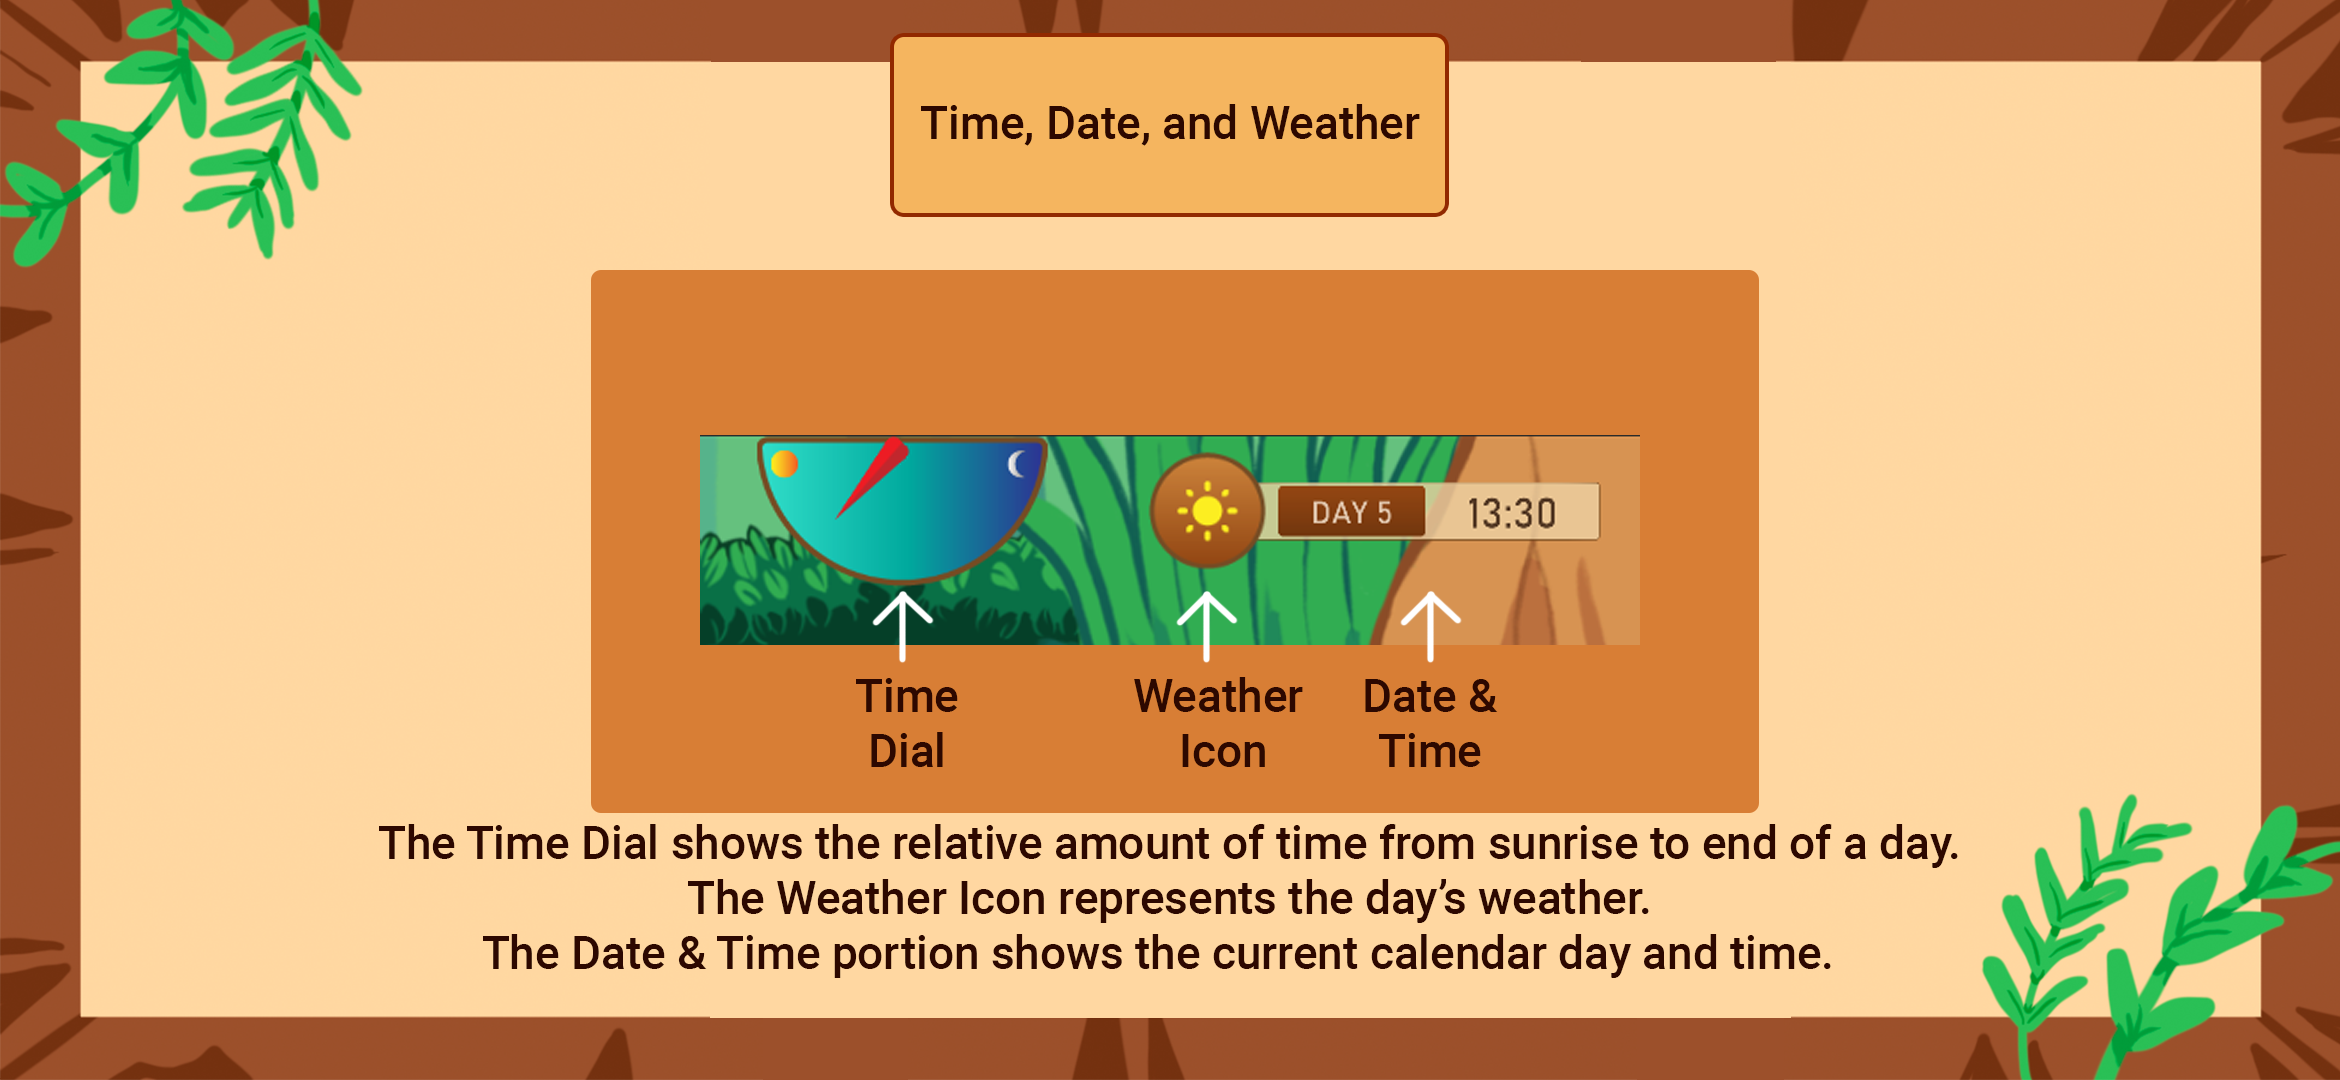 Time, Date, and Weather
DAY 5 13:30
Time Dial
Weather Icon
Date & Time
The Time Dial shows the relative amount of time from sunrise to end of a day.
The Weather Icon represents the day’s weather.
The Date & Time portion shows the current calendar day and time.